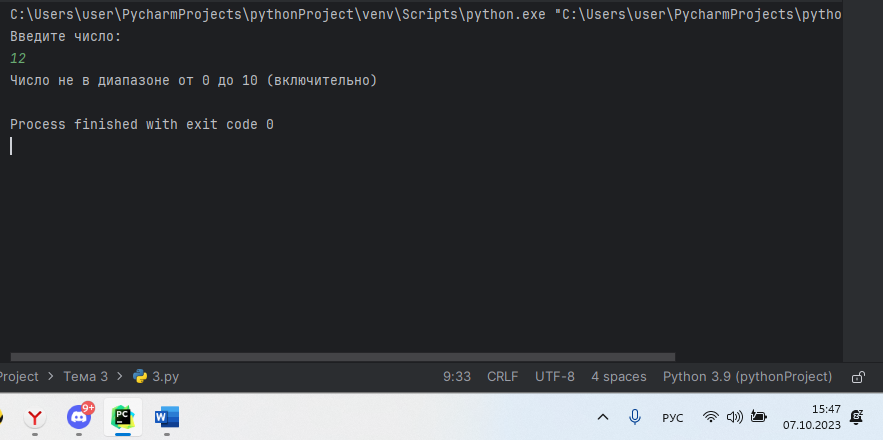 C:\Users\user\PycharmProjects\pythonProject\venv\Scripts\python.exe "C:\Users\user\PycharmProjects\pytho
Введите число:
12
Число не в диапазоне от 0 до 10 (включительно)
Process finished with exit code 0
Project > Тема 3 > 3.py 9:33 CRLF UTF-8 4 spaces Python 3.9 (pythonProject)
Y 9+ PC W РУС 15:47
07.10.2023